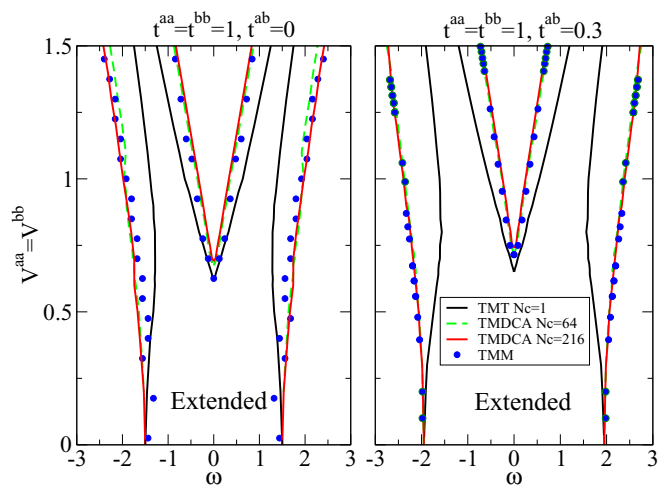 t^aa=t^bb=1, t^ab=0
t^aa=t^bb=1, t^ab=0.3
V^aa=V^bb
1.5
1
0.5
0
-3
-2
-1
0
1
2
3
ω
Extended
-3
-2
-1
0
1
2
3
ω
Extended
TMT Nc=1
TMDCA Nc=64
TMDCA Nc=216
TMM